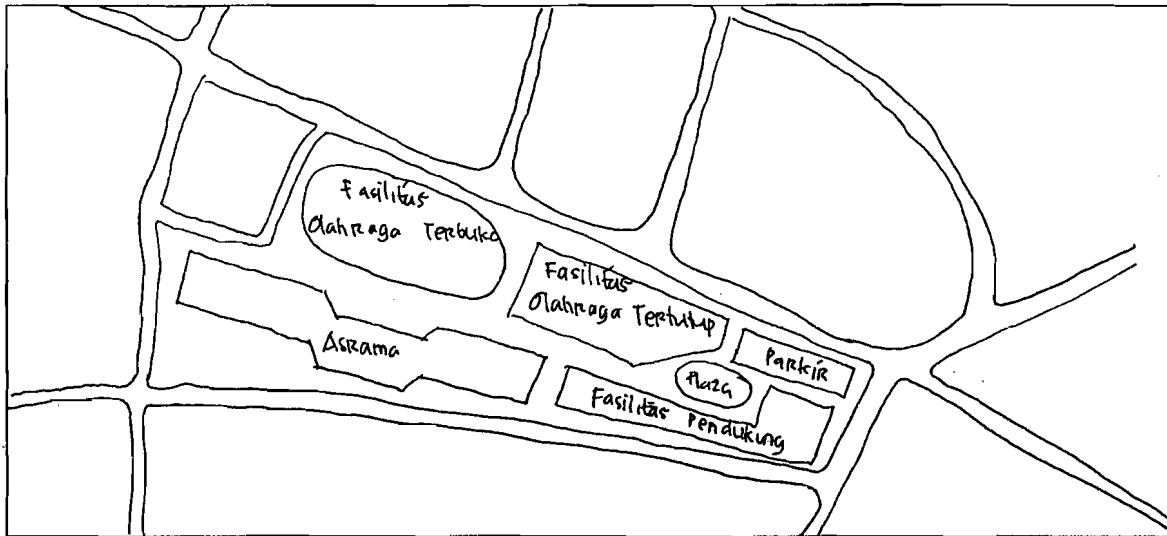 Fasilitas
Olahraga Terbuka
Fasilitas
Olahraga Tertutup
Asrama
Parkir
Plaza
Fasilitas Pendukung